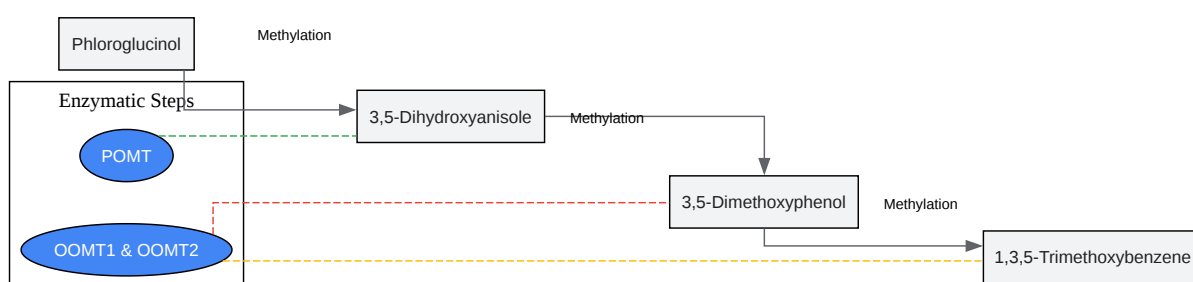 Phloroglucinol
Methylation
Enzymatic Steps
3,5-Dihydroxyanisole
Methylation
POMT
3,5-Dimethoxyphenol
Methylation
OOMT1 & OOMT2
1,3,5-Trimethoxybenzene